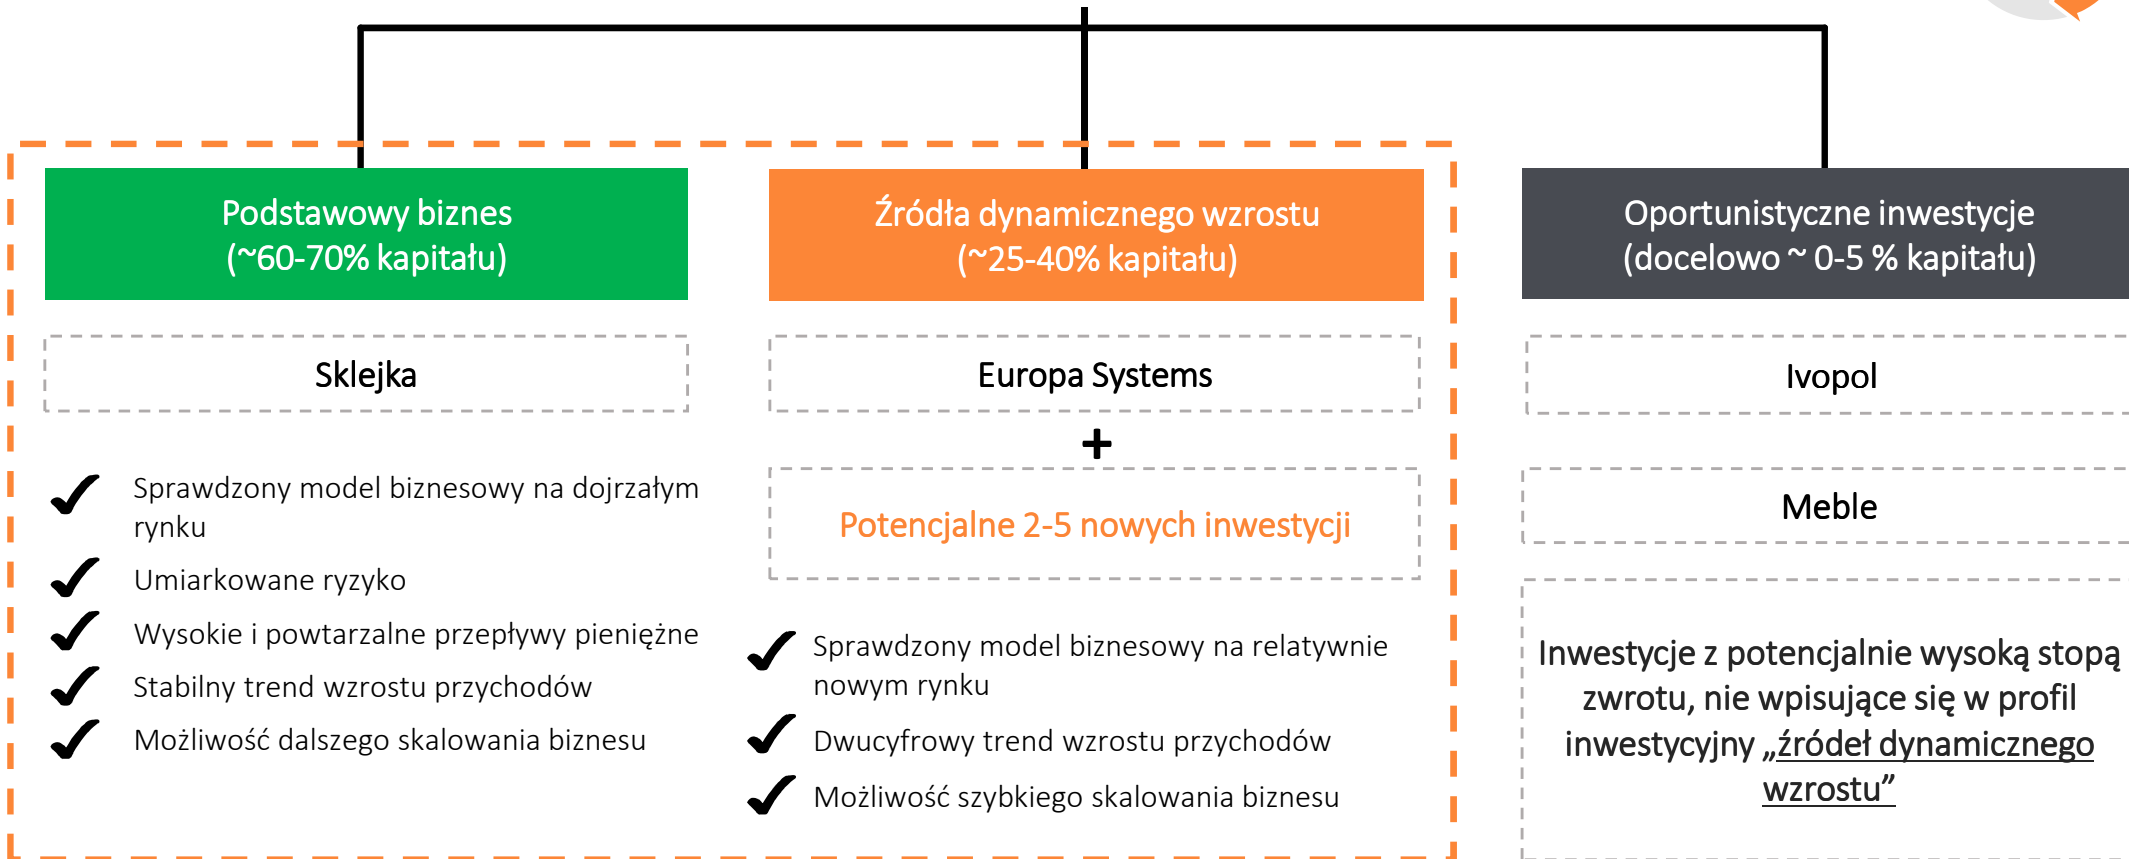 Podstawowy biznes
(~60-70% kapitału)
Sklejka
Sprawdzony model biznesowy na dojrzałym
rynku
Umiarkowane ryzyko
Wysokie i powtarzalne przepływy pieniężne
Stabilny trend wzrostu przychodów
Możliwość dalszego skalowania biznesu
Źródła dynamicznego wzrostu
(~25-40% kapitału)
Europa Systems
+
Potencjalne 2-5 nowych inwestycji
Sprawdzony model biznesowy na relatywnie
nowym rynku
Dwucyfrowy trend wzrostu przychodów
Możliwość szybkiego skalowania biznesu
Oportunistyczne inwestycje
(docelowo ~ 0-5 % kapitału)
Ivopol
Meble
Inwestycje z potencjalnie wysoką stopą
zwrotu, nie wpisujące się w profil
inwestycyjny „źródeł dynamicznego
wzrostu”